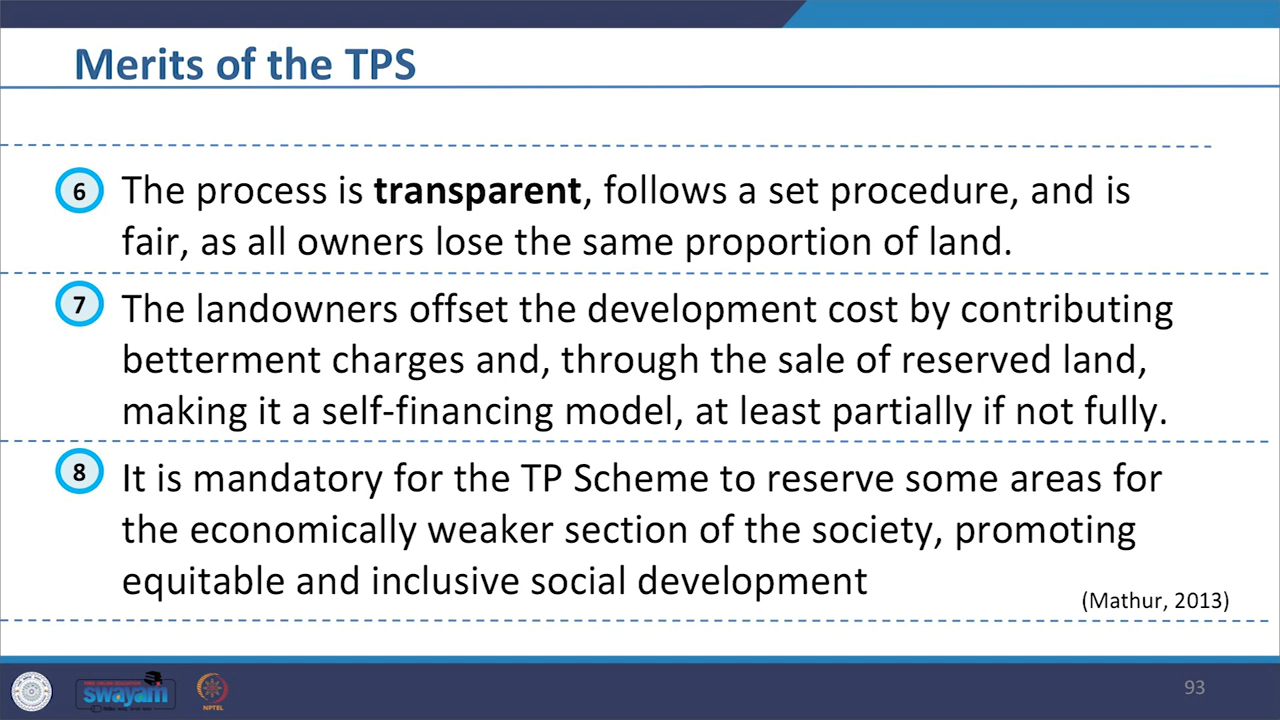 Merits of the TPS
6 The process is transparent, follows a set procedure, and is
fair, as all owners lose the same proportion of land.
7 The landowners offset the development cost by contributing
betterment charges and, through the sale of reserved land,
making it a self-financing model, at least partially if not fully.
8 It is mandatory for the TP Scheme to reserve some areas for
the economically weaker section of the society, promoting
equitable and inclusive social development
(Mathur, 2013)
swayam
NPTEL
93